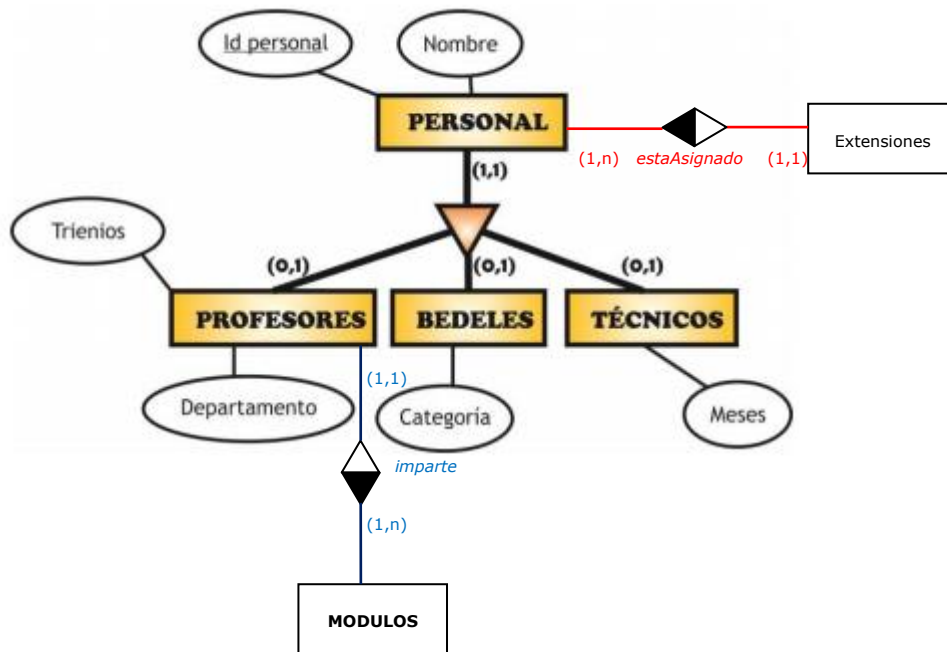 Id personal
Nombre
PERSONAL
Extensiones
(1,n)
estaAsignado
(1,1)
(1,1)
Trienios
(0,1)
(0,1)
(0,1)
PROFESORES
BEDELES
TÉCNICOS
(1,1)
Departamento
Categoría
Meses
imparte
(1,n)
MODULOS